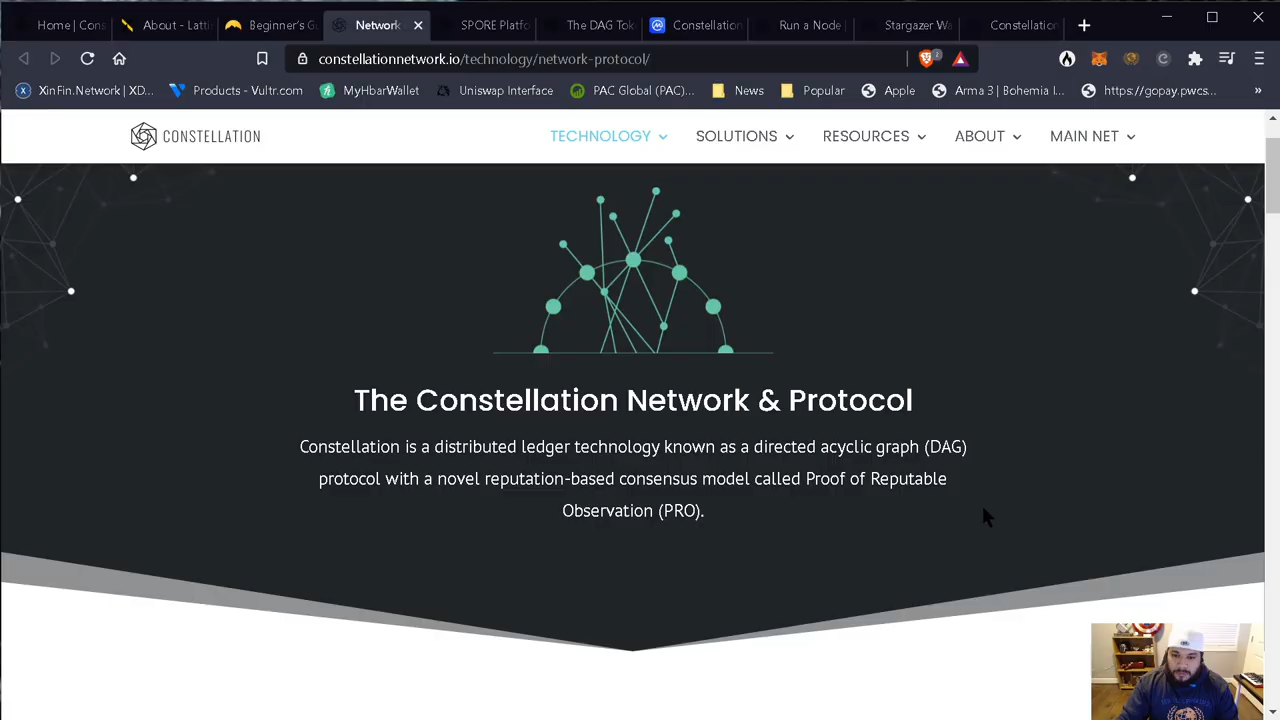 Home | Cons
About - Latti
Beginner's Gu
Network
SPORE Platfo
The DAG Tok
Constellation
Run a Node |
Stargazer Wa
Constellation
constellationnetwork.io/technology/network-protocol/
2
XinFin.Network | XD...
Products - Vultr.com
MyHbarWallet
Uniswap Interface
PAC Global (PAC)...
News
Popular
Apple
Arma 3 | Bohemia I...
https://gopay.pwcs...
»
CONSTELLATION
TECHNOLOGY
SOLUTIONS
RESOURCES
ABOUT
MAIN NET
The Constellation Network & Protocol
Constellation is a distributed ledger technology known as a directed acyclic graph (DAG)
protocol with a novel reputation-based consensus model called Proof of Reputable
Observation (PRO).